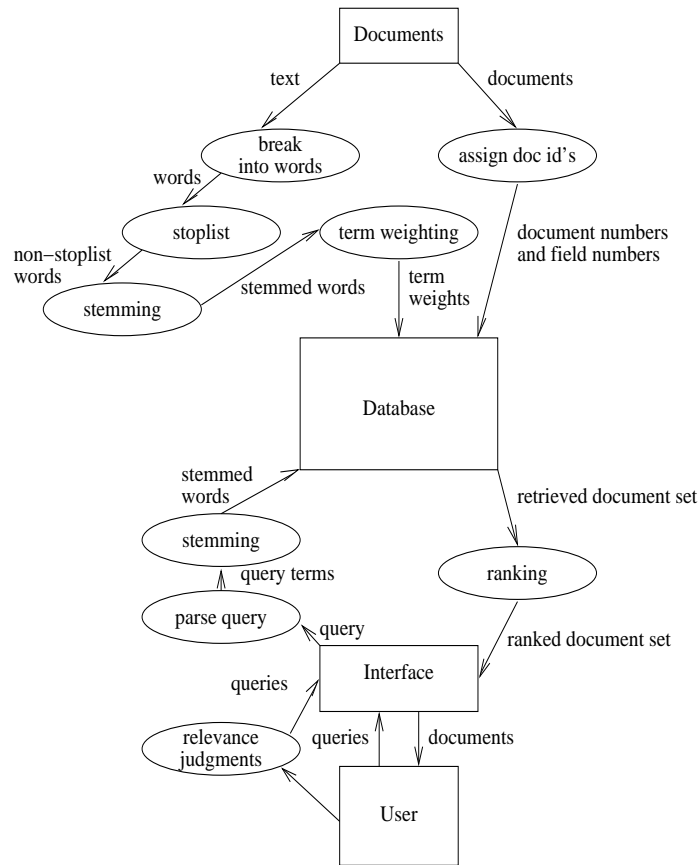 Documents
text
documents
break
into words
assign doc id's
words
stoplist
term weighting
document numbers
and field numbers
non−stoplist
words
stemmed words
term
weights
stemming
Database
stemmed
words
retrieved document set
stemming
ranking
query terms
parse query
query
ranked document set
Interface
queries
relevance
judgments
queries
documents
User